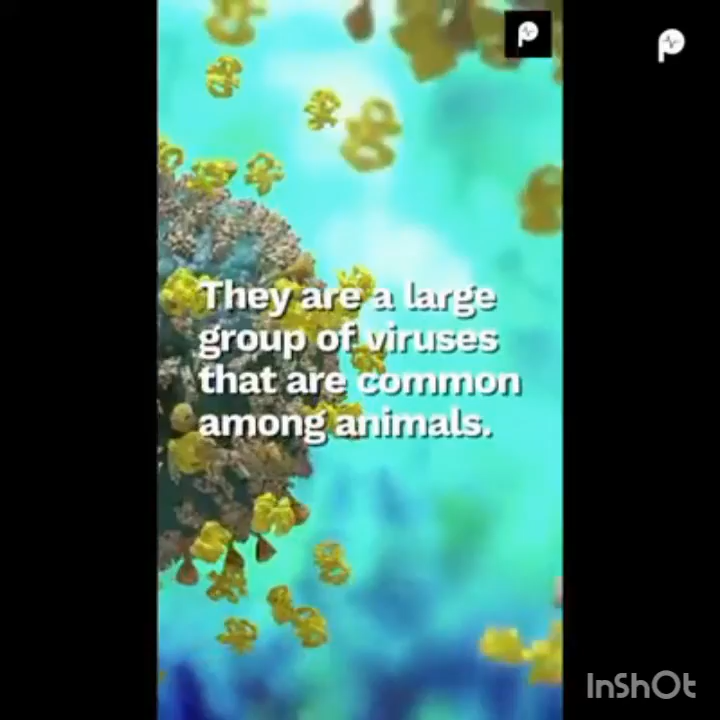 They are a large
group of viruses
that are common
among animals.
InShOt